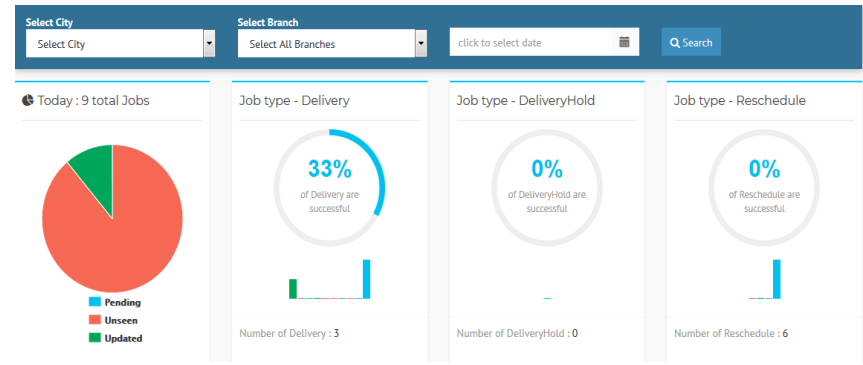 Select City
Select City
Select Branch
Select All Branches
click to select date
Search
Today : 9 total Jobs
Pending
Unseen
Updated
Job type - Delivery
33%
of Delivery are
successful
Number of Delivery : 3
Job type - DeliveryHold
0%
of DeliveryHold are
successful
Number of DeliveryHold : 0
Job type - Reschedule
0%
of Reschedule are
successful
Number of Reschedule : 6